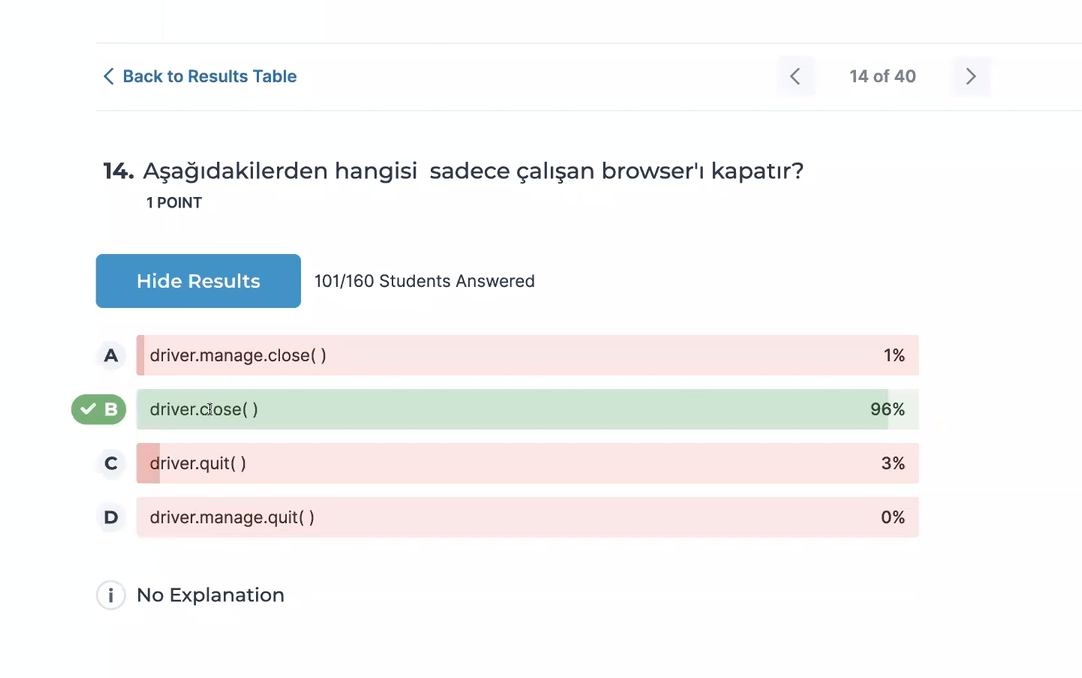 Back to Results Table
14 of 40
14. Aşağıdakilerden hangisi sadece çalışan browser'ı kapatır?
1 POINT
Hide Results 101/160 Students Answered
A driver.manage.close( ) 1%
B driver.close( ) 96%
C driver.quit( ) 3%
D driver.manage.quit( ) 0%
i No Explanation